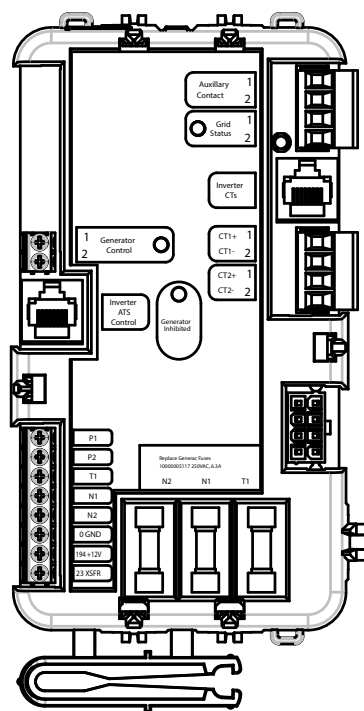 Auxillary 1
Contact 2
Grid 1
Status 2
Inverter
CTs
1 Generator
2 Control
CT1+ 1
CT1- 2
CT2+ 1
CT2- 2
Inverter
ATS
Control
Generator
Inhibited
P1
P2
T1
N1
N2
0 GND
194 +12V
23 XSFR
Replace Generac Fuses
10000005117 250VAC, 6.3A
N2 N1 T1